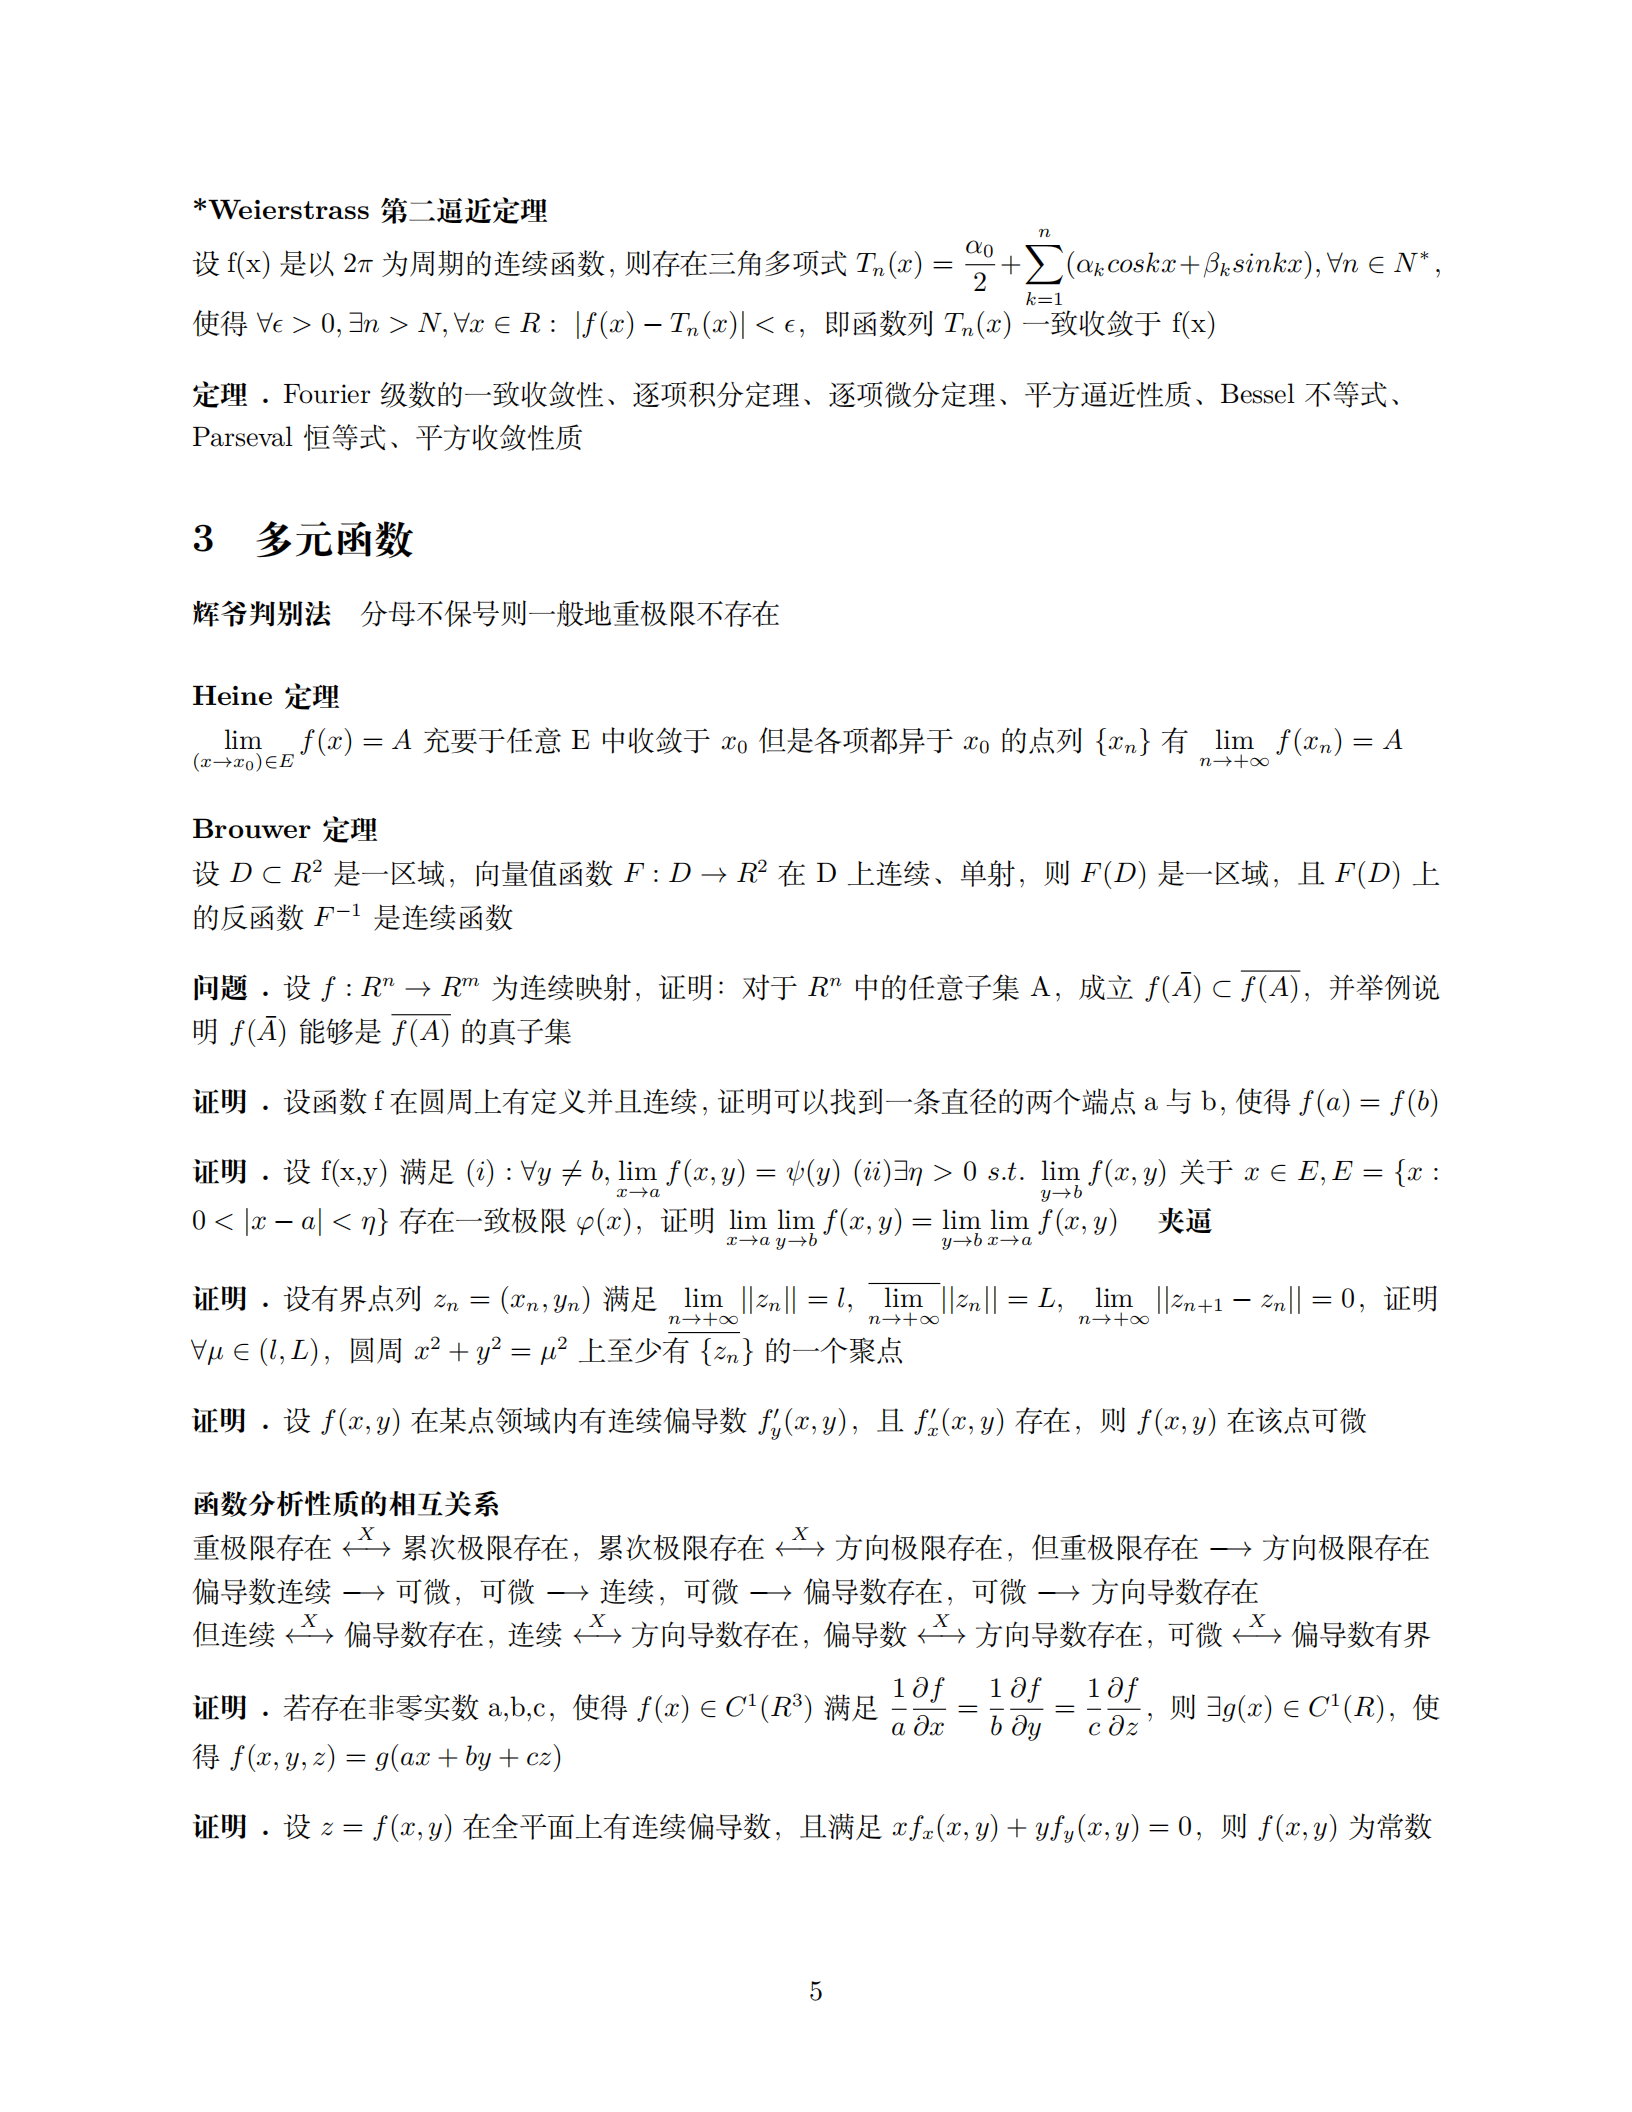 *Weierstrass 第二逼近定理
设 f(x) 是以 2π 为周期的连续函数, 则存在三角多项式 $T_n(x) = \frac{\alpha_0}{2} + \sum_{k=1}^{n} (\alpha_k coskx + \beta_k sinkx), \forall n \in N^*$,
使得 $\forall \epsilon > 0, \exists n > N, \forall x \in R : |f(x) - T_n(x)| < \epsilon$，即函数列 $T_n(x)$ 一致收敛于 f(x)
定理 . Fourier 级数的一致收敛性、逐项积分定理、逐项微分定理、平方逼近性质、Bessel 不等式、
Parseval 恒等式、平方收敛性质
3 多元函数
辉爷判别法 分母不保号则一般地重极限不存在
Heine 定理
$\lim_{(x \to x_0) \in E} f(x) = A$ 充要于任意 E 中收敛于 $x_0$ 但是各项都异于 $x_0$ 的点列 $\{x_n\}$ 有 $\lim_{n \to +\infty} f(x_n) = A$
Brouwer 定理
设 $D \subset R^2$ 是一区域，向量值函数 $F : D \to R^2$ 在 D 上连续、单射，则 $F(D)$ 是一区域，且 $F(D)$ 上
的反函数 $F^{-1}$ 是连续函数
问题 . 设 $f : R^n \to R^m$ 为连续映射，证明：对于 $R^n$ 中的任意子集 A，成立 $f(\bar{A}) \subset \overline{f(A)}$，并举例说
明 $f(\bar{A})$ 能够是 $\overline{f(A)}$ 的真子集
证明 . 设函数 f 在圆周上有定义并且连续, 证明可以找到一条直径的两个端点 a 与 b, 使得 $f(a) = f(b)$
证明 . 设 f(x,y) 满足 $(i) : \forall y \neq b, \lim_{x \to a} f(x, y) = \psi(y)$ $(ii) \exists \eta > 0$ $s.t.$ $\lim_{y \to b} f(x, y)$ 关于 $x \in E, E = \{x :$
$0 < |x - a| < \eta\}$ 存在一致极限 $\varphi(x)$，证明 $\lim_{x \to a} \lim_{y \to b} f(x, y) = \lim_{y \to b} \lim_{x \to a} f(x, y)$ 夹逼
证明 . 设有界点列 $z_n = (x_n, y_n)$ 满足 $\underline{\lim}_{n \to +\infty} ||z_n|| = l$, $\overline{\lim}_{n \to +\infty} ||z_n|| = L$, $\lim_{n \to +\infty} ||z_{n+1} - z_n|| = 0$，证明
$\forall \mu \in (l, L)$，圆周 $x^2 + y^2 = \mu^2$ 上至少有 $\{z_n\}$ 的一个聚点
证明 . 设 $f(x, y)$ 在某点领域内有连续偏导数 $f'_y(x, y)$，且 $f'_x(x, y)$ 存在，则 $f(x, y)$ 在该点可微
函数分析性质的相互关系
重极限存在 $\overset{X}{\longleftrightarrow}$ 累次极限存在，累次极限存在 $\overset{X}{\longleftrightarrow}$ 方向极限存在，但重极限存在 $\longrightarrow$ 方向极限存在
偏导数连续 $\longrightarrow$ 可微，可微 $\longrightarrow$ 连续，可微 $\longrightarrow$ 偏导数存在，可微 $\longrightarrow$ 方向导数存在
但连续 $\overset{X}{\longleftrightarrow}$ 偏导数存在, 连续 $\overset{X}{\longleftrightarrow}$ 方向导数存在, 偏导数 $\overset{X}{\longleftrightarrow}$ 方向导数存在, 可微 $\overset{X}{\longleftrightarrow}$ 偏导数有界
证明 . 若存在非零实数 a,b,c，使得 $f(x) \in C^1(R^3)$ 满足 $\frac{1}{a} \frac{\partial f}{\partial x} = \frac{1}{b} \frac{\partial f}{\partial y} = \frac{1}{c} \frac{\partial f}{\partial z}$，则 $\exists g(x) \in C^1(R)$，使
得 $f(x, y, z) = g(ax + by + cz)$
证明 . 设 $z = f(x, y)$ 在全平面上有连续偏导数，且满足 $x f_x(x, y) + y f_y(x, y) = 0$，则 $f(x, y)$ 为常数
5